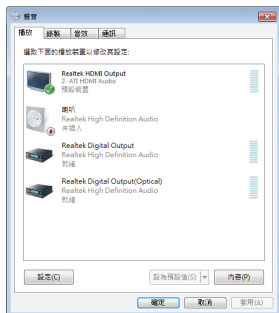 聲音
播放 錄製 音效 通訊
選取下面的播放裝置以修改其設定:
Realtek HDMI Output
2- ATI HDMI Audio
預設裝置
喇叭
Realtek High Definition Audio
未插入
Realtek Digital Output
Realtek High Definition Audio
就緒
Realtek Digital Output(Optical)
Realtek High Definition Audio
就緒
設定(C) 設為預設值(S) 內容(P)
確定 取消 套用(A)